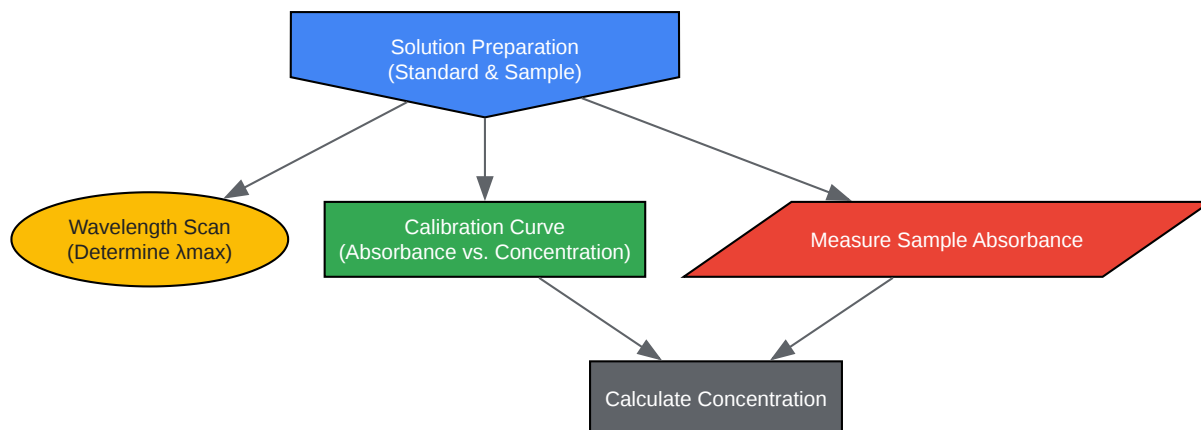 Solution Preparation
(Standard & Sample)
Wavelength Scan
(Determine λmax)
Calibration Curve
(Absorbance vs. Concentration)
Measure Sample Absorbance
Calculate Concentration